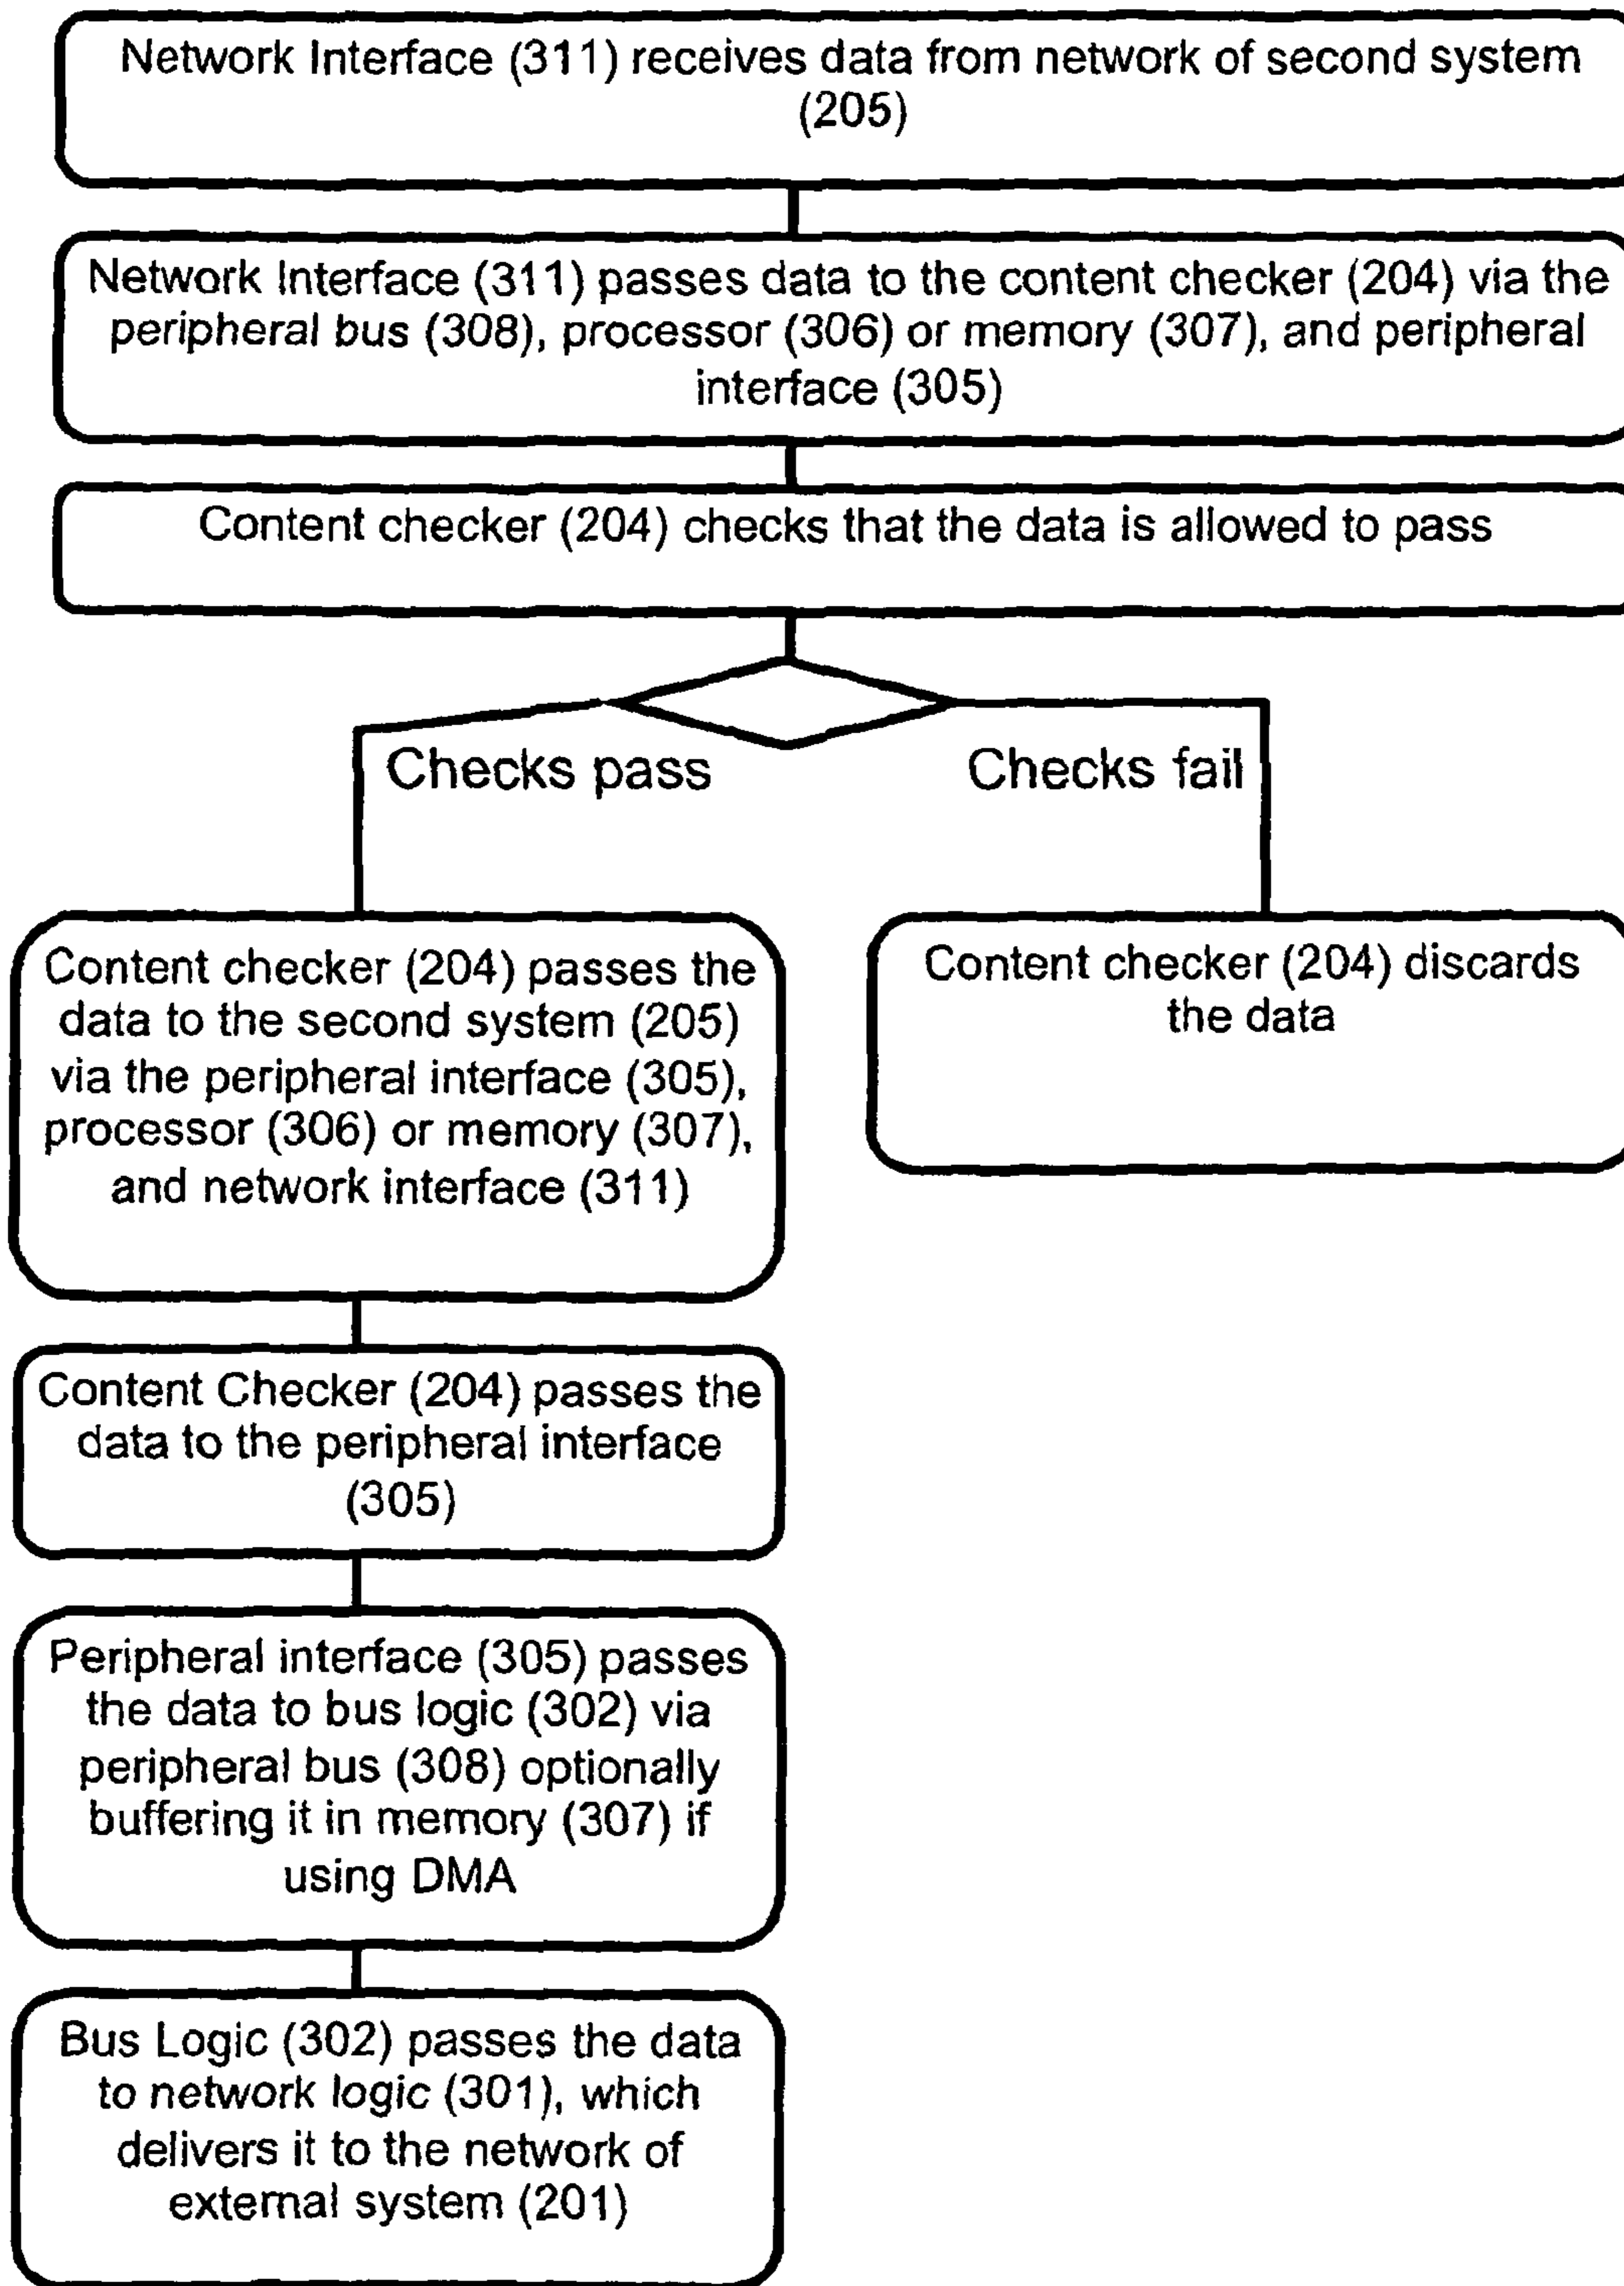 Network Interface (311) receives data from network of second system
(205)
Network Interface (311) passes data to the content checker (204) via the
peripheral bus (308), processor (306) or memory (307), and peripheral
interface (305)
Content checker (204) checks that the data is allowed to pass
Checks pass
Checks fail
Content checker (204) passes the
data to the second system (205)
via the peripheral interface (305),
processor (306) or memory (307),
and network interface (311)
Content checker (204) discards
the data
Content Checker (204) passes the
data to the peripheral interface
(305)
Peripheral interface (305) passes
the data to bus logic (302) via
peripheral bus (308) optionally
buffering it in memory (307) if
using DMA
Bus Logic (302) passes the data
to network logic (301), which
delivers it to the network of
external system (201)